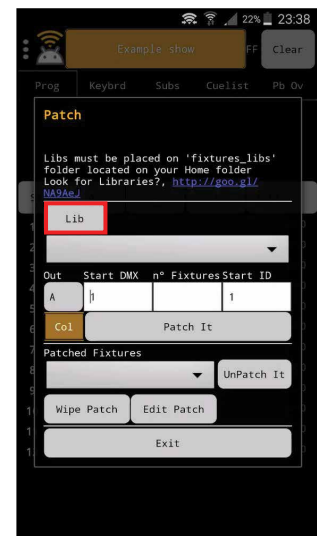 22% 23:38
Example show FF Clear
Prog Keybrd Subs Cuelist Pb Ov
Patch
Libs must be placed on 'fixtures_libs'
folder located on your Home folder
Look for Libraries?, http://goo.gl/
NA9AeJ
Lib
Out Start DMX nº Fixtures Start ID
A 1 1
Col Patch It
Patched Fixtures
UnPatch It
Wipe Patch Edit Patch
Exit